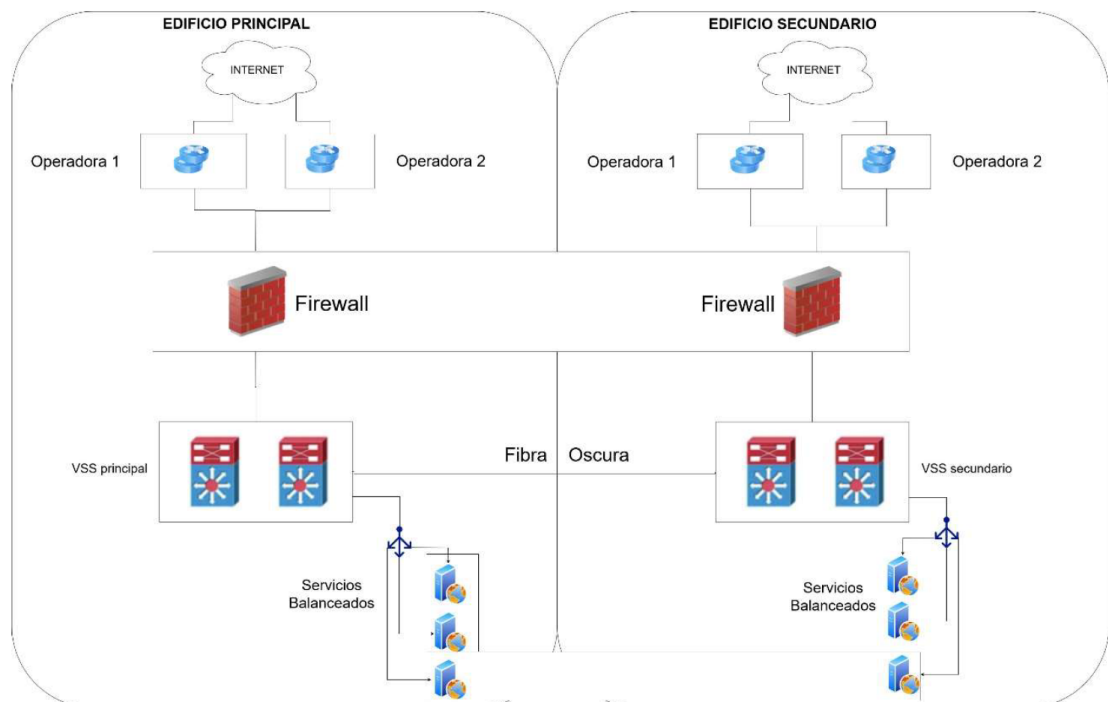 EDIFICIO PRINCIPAL
EDIFICIO SECUNDARIO
INTERNET
INTERNET
Operadora 1
Operadora 2
Operadora 1
Operadora 2
Firewall
Firewall
Fibra Oscura
VSS principal
VSS secundario
Servicios
Balanceados
Servicios
Balanceados